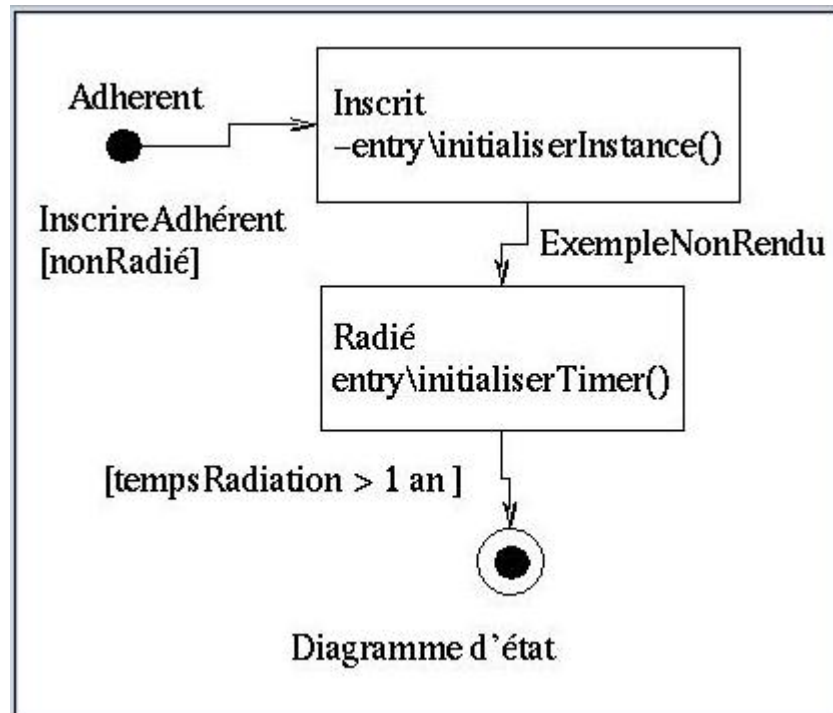 Adherent
Inscrit
–entry\initialiserInstance()
InscrireAdhérent
[nonRadié]
ExempleNonRendu
Radié
entry\initialiserTimer()
[tempsRadiation > 1 an ]
Diagramme d'état